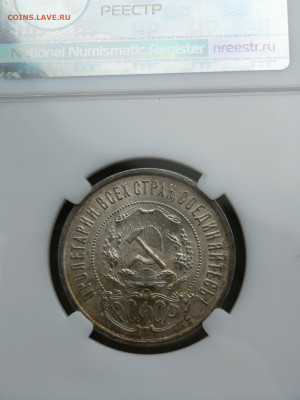 COINS.LAVE.RU
РЕЕСТР
National Numismatic Register nreestr.ru
ПРОЛЕТАРИИ ВСЕХ СТРАН, СОЕДИНЯЙТЕСЬ!
Р.С.Ф.С.Р.